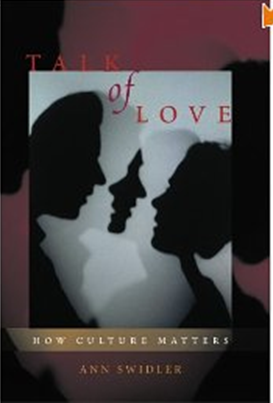 TALK
of
LOVE
HOW CULTURE MATTERS
ANN SWIDLER